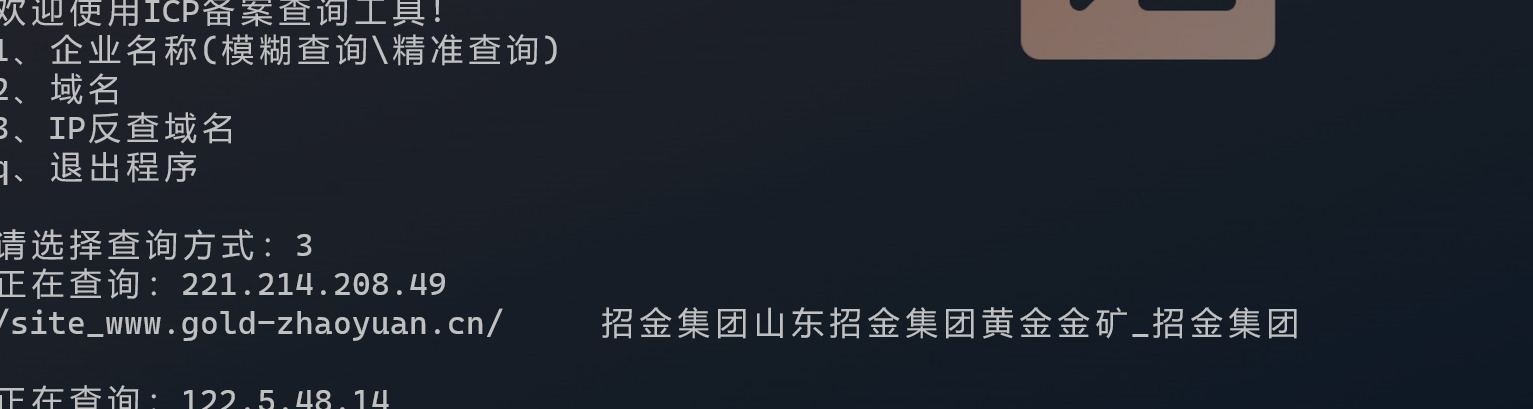 欢迎使用ICP备案查询工具!
1、企业名称(模糊查询\精准查询)
2、域名
3、IP反查域名
q、退出程序
请选择查询方式: 3
正在查询: 221.214.208.49
/site_www.gold-zhaoyuan.cn/ 招金集团山东招金集团黄金金矿_招金集团
正在查询: 122.5.48.14